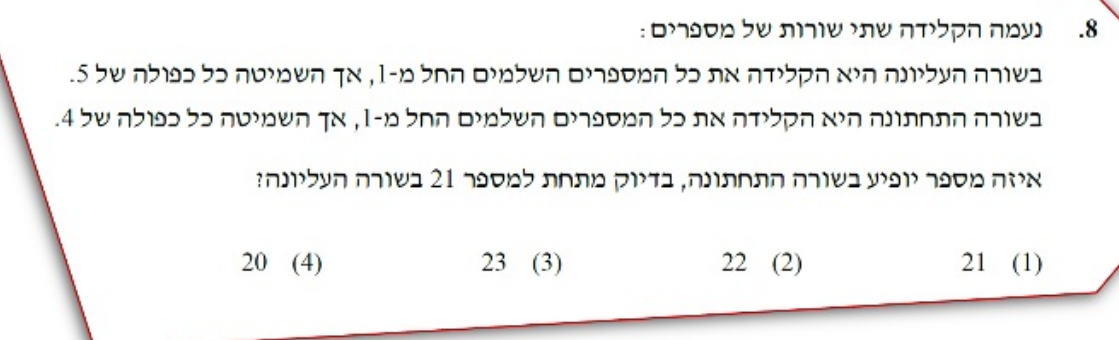 8. נעמה הקלידה שתי שורות של מספרים:
בשורה העליונה היא הקלידה את כל המספרים השלמים החל מ-1, אך השמיטה כל כפולה של 5.
בשורה התחתונה היא הקלידה את כל המספרים השלמים החל מ-1, אך השמיטה כל כפולה של 4.
איזה מספר יופיע בשורה התחתונה, בדיוק מתחת למספר 21 בשורה העליונה?
(1) 21 (2) 22 (3) 23 (4) 20